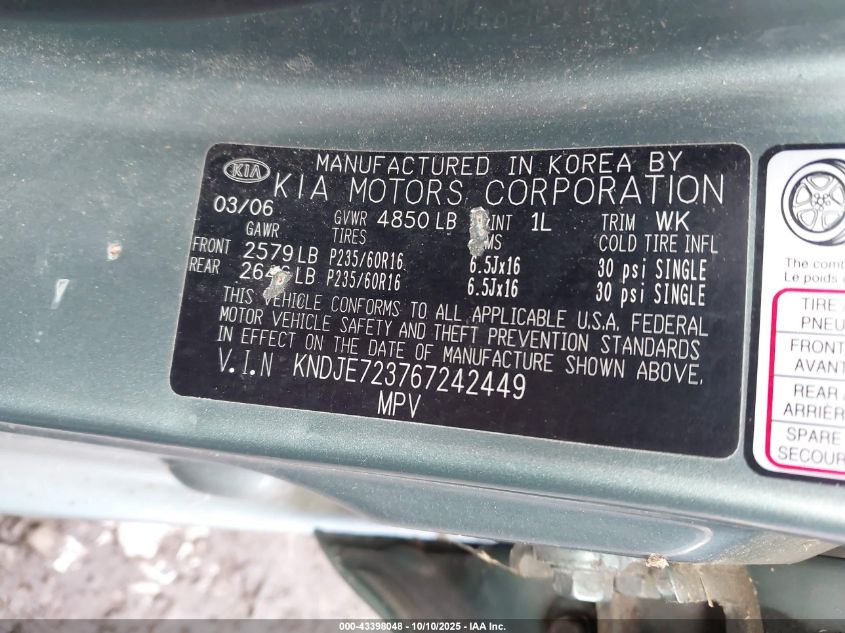 KIA
MANUFACTURED IN KOREA BY
KIA MOTORS CORPORATION
03/06 GVWR 4850 LB 1L TRIM WK
GAWR TIRES COLD TIRE INFL
FRONT 2579 LB P235/60R16 6.5Jx16 30 psi SINGLE
REAR LB P235/60R16 6.5Jx16 30 psi SINGLE
THIS VEHICLE CONFORMS TO ALL APPLICABLE U.S.A. FEDERAL
MOTOR VEHICLE SAFETY AND THEFT PREVENTION STANDARDS
IN EFFECT ON THE DATE OF MANUFACTURE SHOWN ABOVE.
V.I.N KNDJE723767242449
MPV
The comb
Le poids
TIRE
PNEU
FRONT
AVANT
REAR
ARRIÈR
SPARE
SECOUR
000-43398048 - 10/10/2025 - IAA Inc.